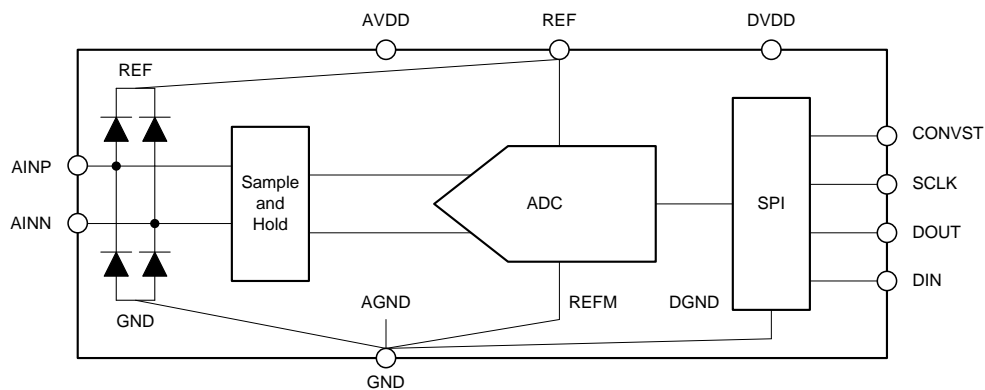 AVDD
REF
DVDD
REF
CONVST
AINP
Sample
and
Hold
ADC
SPI
SCLK
AINN
DOUT
DIN
GND
AGND
REFM
DGND
GND